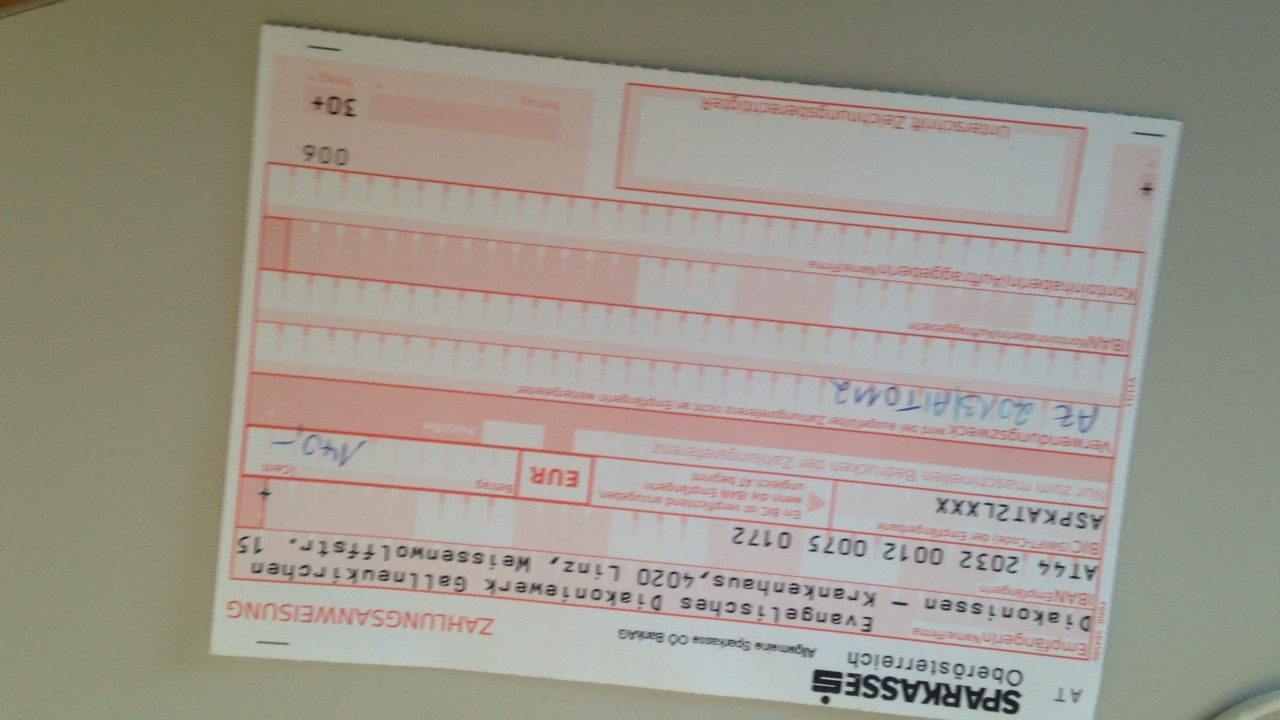 AT SPARKASSE
Oberösterreich
Allgemeine Sparkasse OÖ BankAG
ZAHLUNGSANWEISUNG
EmpfängerIn Name/Firma
Evangelisches Diakoniewerk Gallneukirchen
Diakonissen - Krankenhaus,4020 Linz, Weissenwolffstr. 15
IBAN EmpfängerIn
AT44 2032 0012 0075 0172
BIC (SWIFT-Code) der Empfängerbank
ASPKAT2LXXX
Ein BIC ist verpflichtend anzugeben,
wenn die IBAN EmpfängerIn
ungleich AT beginnt
+
EUR
Betrag
Cent
140,-
Nur zum maschinellen Bedrucken der Zahlungsreferenz
Prüfziffer
Verwendungszweck wird bei ausgefüllter Zahlungsreferenz nicht an EmpfängerIn weitergeleitet
IBAN KontoinhaberIn/AuftraggeberIn
KontoinhaberIn/AuftraggeberIn Name/Firma
006
Unterschrift ZeichnungsberechtigteR
Betrag
30+
Beleg +
+